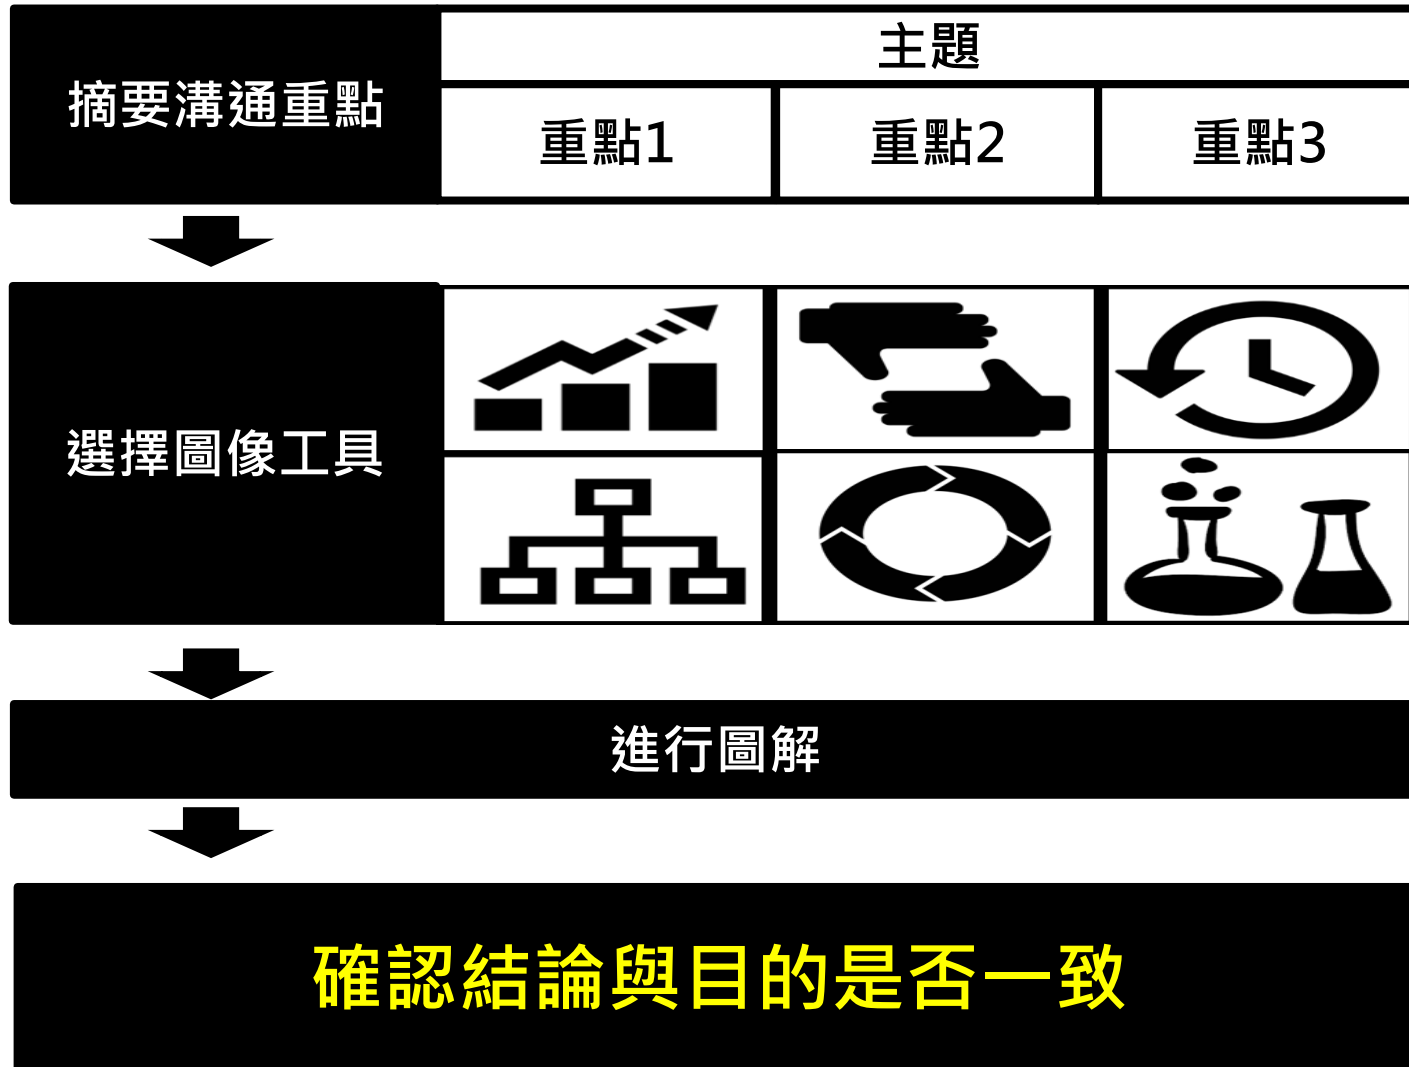 主題
摘要溝通重點
重點1
重點2
重點3
選擇圖像工具
進行圖解
確認結論與目的是否一致